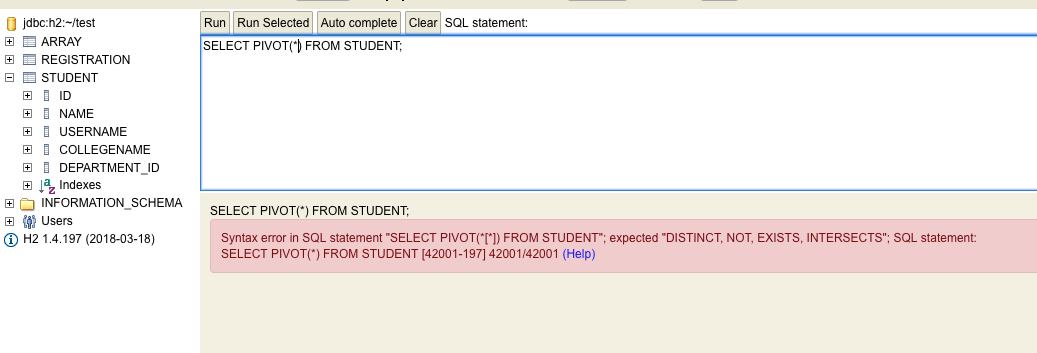 jdbc:h2:~/test
ARRAY
REGISTRATION
STUDENT
ID
NAME
USERNAME
COLLEGENAME
DEPARTMENT_ID
Indexes
INFORMATION_SCHEMA
Users
H2 1.4.197 (2018-03-18)
Run Run Selected Auto complete Clear SQL statement:
SELECT PIVOT(*) FROM STUDENT;
SELECT PIVOT(*) FROM STUDENT;
Syntax error in SQL statement "SELECT PIVOT(*[*]) FROM STUDENT"; expected "DISTINCT, NOT, EXISTS, INTERSECTS"; SQL statement:
SELECT PIVOT(*) FROM STUDENT [42001-197] 42001/42001 (Help)